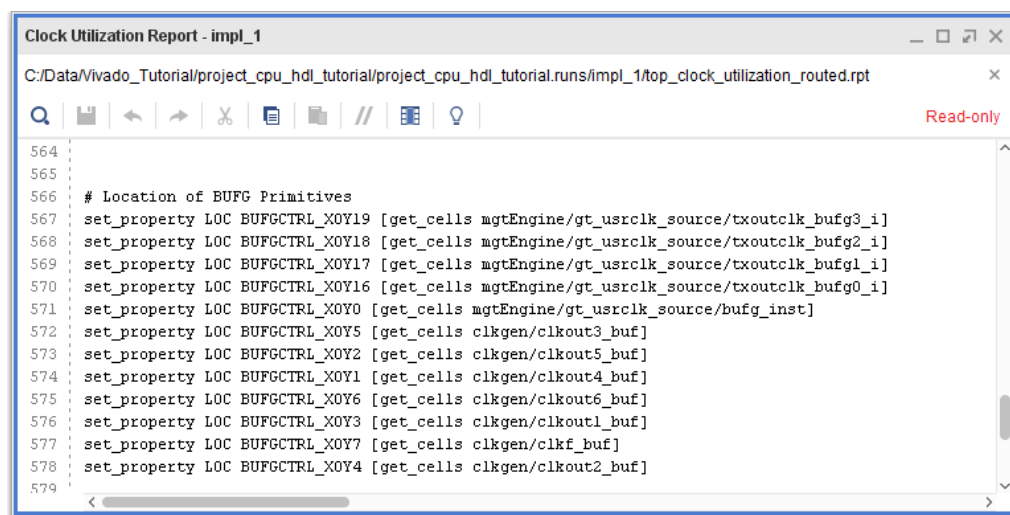 Clock Utilization Report - impl_1
C:/Data/Vivado_Tutorial/project_cpu_hdl_tutorial/project_cpu_hdl_tutorial.runs/impl_1/top_clock_utilization_routed.rpt
Read-only
564
565
566 # Location of BUFG Primitives
567 set_property LOC BUFGCTRL_X0Y19 [get_cells mgtEngine/gt_usrclk_source/txoutclk_bufg3_i]
568 set_property LOC BUFGCTRL_X0Y18 [get_cells mgtEngine/gt_usrclk_source/txoutclk_bufg2_i]
569 set_property LOC BUFGCTRL_X0Y17 [get_cells mgtEngine/gt_usrclk_source/txoutclk_bufg1_i]
570 set_property LOC BUFGCTRL_X0Y16 [get_cells mgtEngine/gt_usrclk_source/txoutclk_bufg0_i]
571 set_property LOC BUFGCTRL_X0Y0 [get_cells mgtEngine/gt_usrclk_source/bufg_inst]
572 set_property LOC BUFGCTRL_X0Y5 [get_cells clkgen/clkout3_buf]
573 set_property LOC BUFGCTRL_X0Y2 [get_cells clkgen/clkout5_buf]
574 set_property LOC BUFGCTRL_X0Y1 [get_cells clkgen/clkout4_buf]
575 set_property LOC BUFGCTRL_X0Y6 [get_cells clkgen/clkout6_buf]
576 set_property LOC BUFGCTRL_X0Y3 [get_cells clkgen/clkout1_buf]
577 set_property LOC BUFGCTRL_X0Y7 [get_cells clkgen/clkf_buf]
578 set_property LOC BUFGCTRL_X0Y4 [get_cells clkgen/clkout2_buf]
579